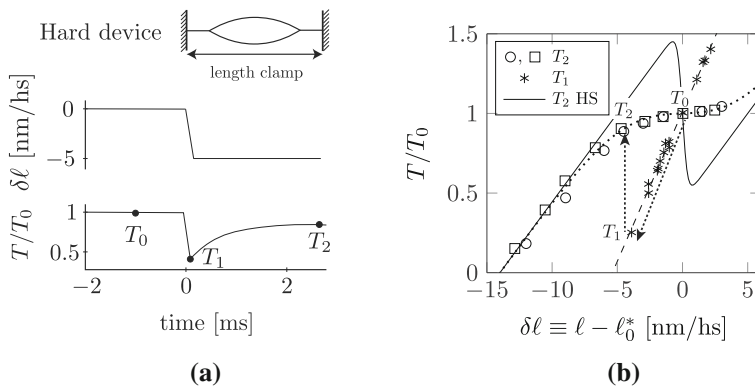 Hard device
length clamp
δℓ [nm/hs]
0
−5
T/T₀
1
0.5
T₀
T₁
T₂
−2
0
2
time [ms]
(a)
T/T₀
1.5
1
0.5
0
○, □ T₂
* T₁
— T₂ HS
T₂
T₀
T₁
−15
−10
−5
0
5
δℓ ≡ ℓ − ℓ₀* [nm/hs]
(b)